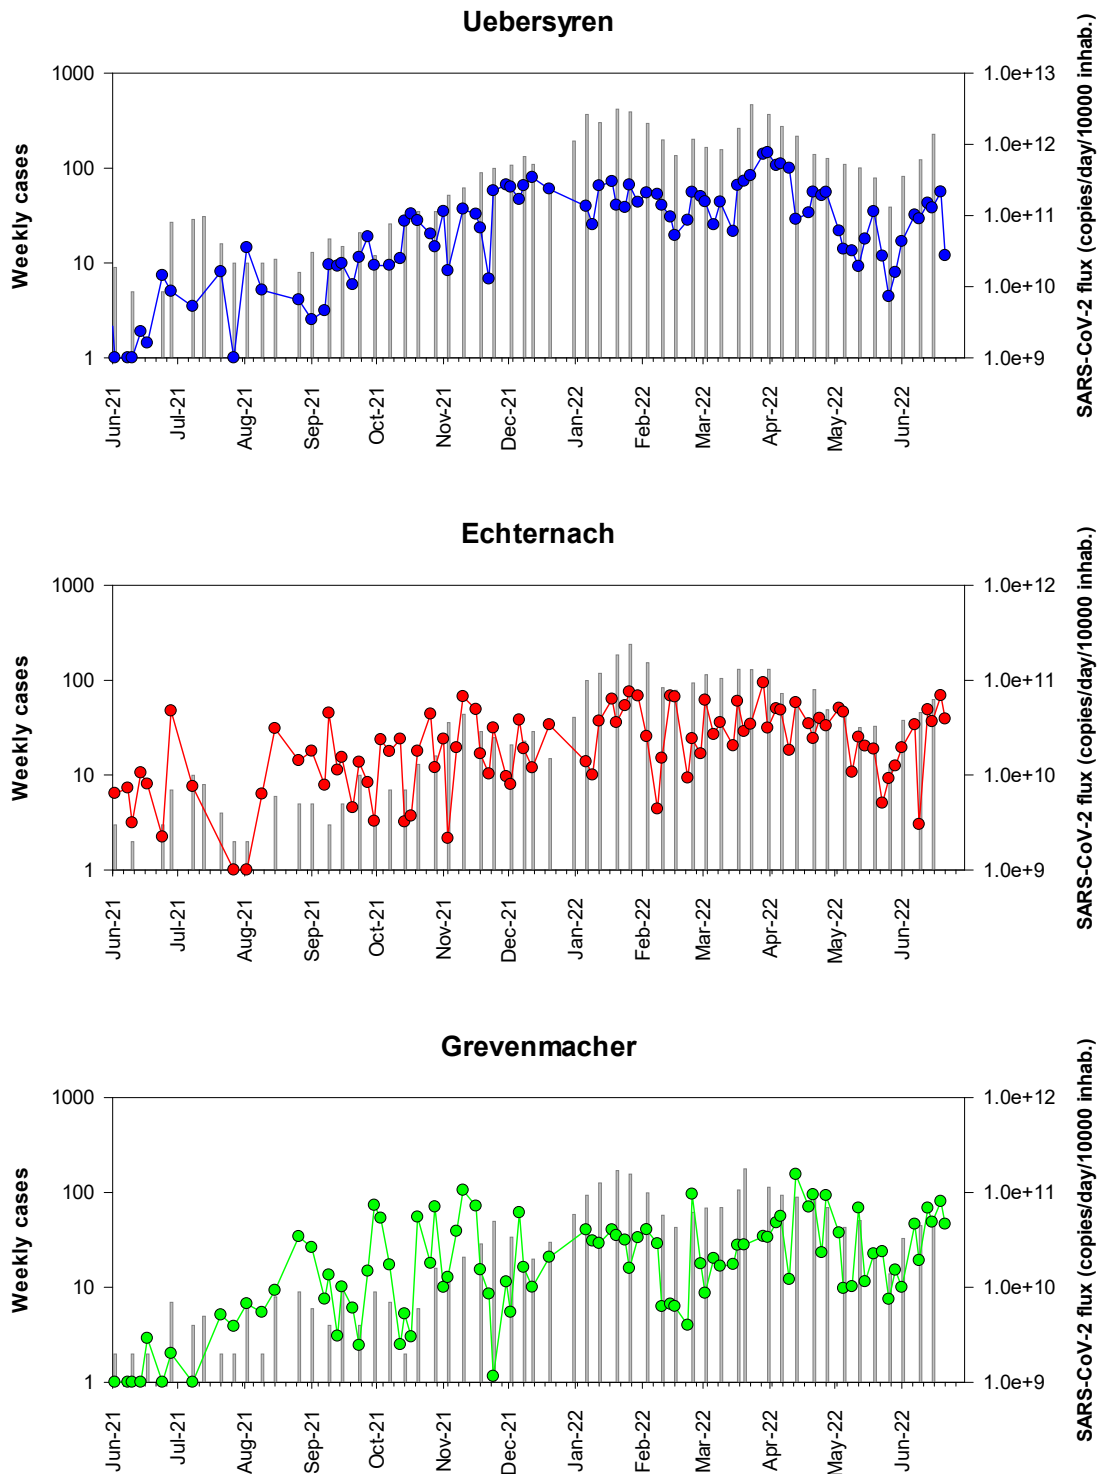 Uebersyren
Weekly cases
1000
100
10
1
1.0e+13
1.0e+12
1.0e+11
1.0e+10
1.0e+9
SARS-CoV-2 flux (copies/day/10000 inhab.)
Jun-21
Jul-21
Aug-21
Sep-21
Oct-21
Nov-21
Dec-21
Jan-22
Feb-22
Mar-22
Apr-22
May-22
Jun-22
Echternach
Weekly cases
1000
100
10
1
1.0e+12
1.0e+11
1.0e+10
1.0e+9
SARS-CoV-2 flux (copies/day/10000 inhab.)
Jun-21
Jul-21
Aug-21
Sep-21
Oct-21
Nov-21
Dec-21
Jan-22
Feb-22
Mar-22
Apr-22
May-22
Jun-22
Grevenmacher
Weekly cases
1000
100
10
1
1.0e+12
1.0e+11
1.0e+10
1.0e+9
SARS-CoV-2 flux (copies/day/10000 inhab.)
Jun-21
Jul-21
Aug-21
Sep-21
Oct-21
Nov-21
Dec-21
Jan-22
Feb-22
Mar-22
Apr-22
May-22
Jun-22